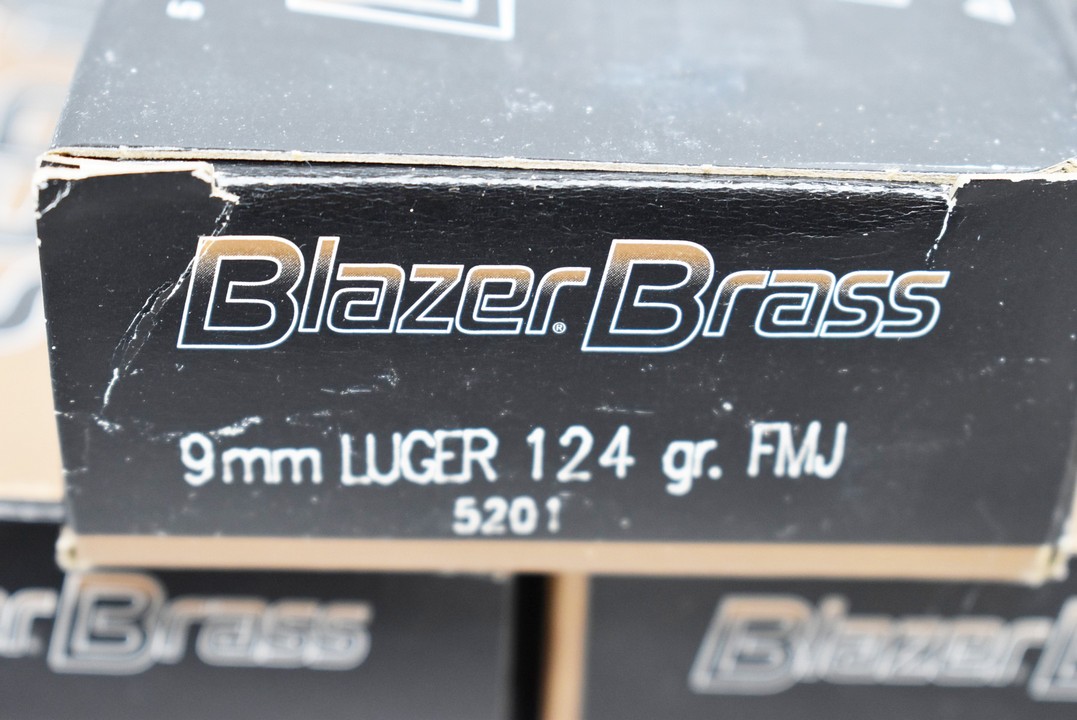 Blazer® Brass
9mm LUGER 124 gr. FMJ
5201
Brass
Blazer